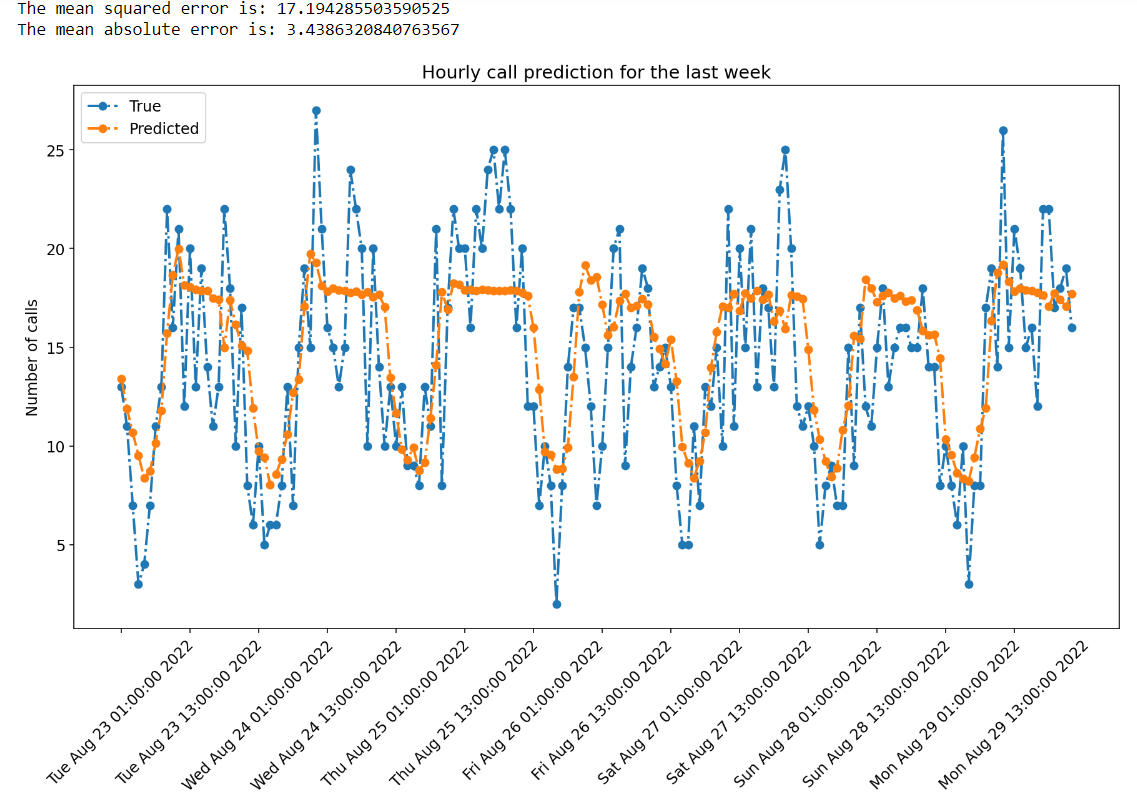 The mean squared error is: 17.194285503590525
The mean absolute error is: 3.4386320840763567
Hourly call prediction for the last week
True
Predicted
Number of calls
25
20
15
10
5
Tue Aug 23 01:00:00 2022
Tue Aug 23 13:00:00 2022
Wed Aug 24 01:00:00 2022
Wed Aug 24 13:00:00 2022
Thu Aug 25 01:00:00 2022
Thu Aug 25 13:00:00 2022
Fri Aug 26 01:00:00 2022
Fri Aug 26 13:00:00 2022
Sat Aug 27 01:00:00 2022
Sat Aug 27 13:00:00 2022
Sun Aug 28 01:00:00 2022
Sun Aug 28 13:00:00 2022
Mon Aug 29 01:00:00 2022
Mon Aug 29 13:00:00 2022